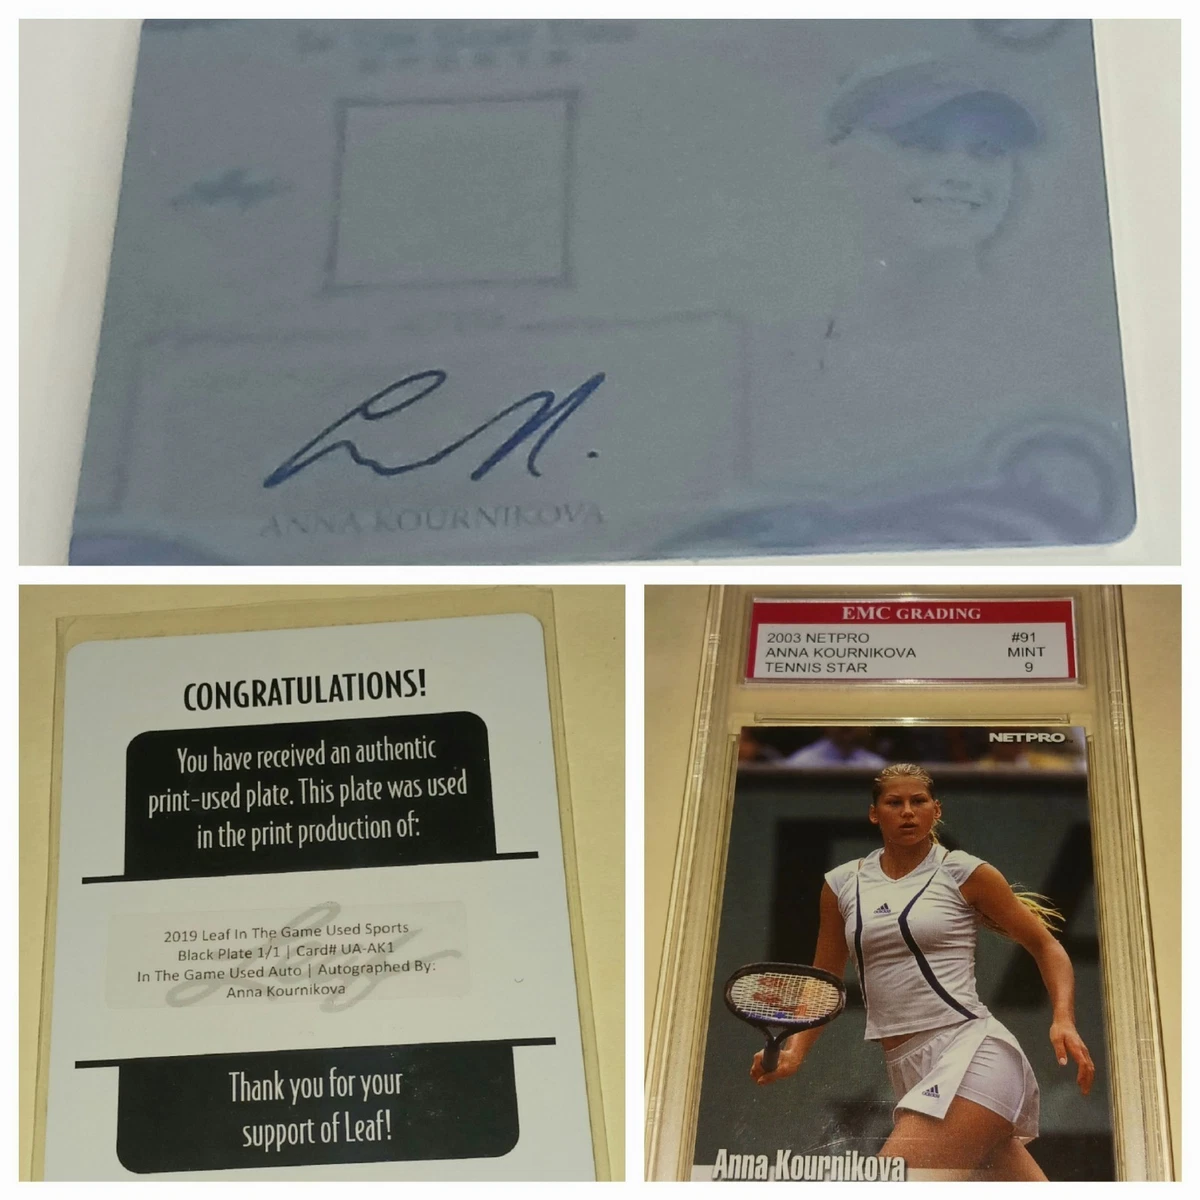 ANNA KOURNIKOVA
CONGRATULATIONS!
You have received an authentic
print-used plate. This plate was used
in the print production of:
2019 Leaf In The Game Used Sports
Black Plate 1/1 | Card# UA-AK1
In The Game Used Auto | Autographed By:
Anna Kournikova
Thank you for your
support of Leaf!
EMC GRADING
2003 NETPRO #91
ANNA KOURNIKOVA MINT
TENNIS STAR 9
NETPRO
adidas
adidas
Anna Kournikova